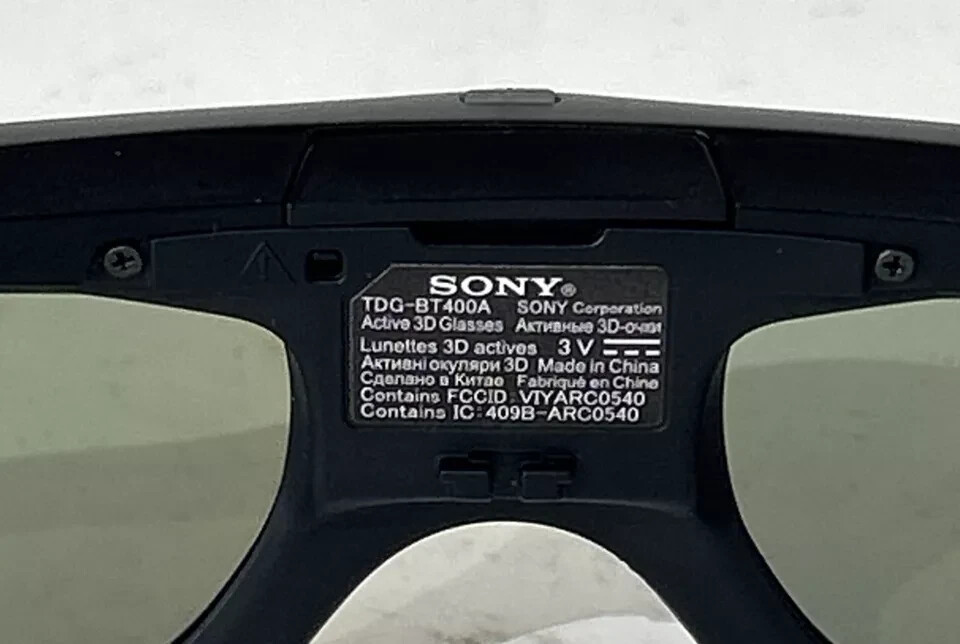 SONY®
TDG-BT400A SONY Corporation
Active 3D Glasses Активные 3D-очки
Lunettes 3D actives 3 V
Активні окуляри 3D Made in China
Сделано в Китае Fabriqué en Chine
Contains FCCID :VIYARC0540
Contains IC: 409B-ARC0540